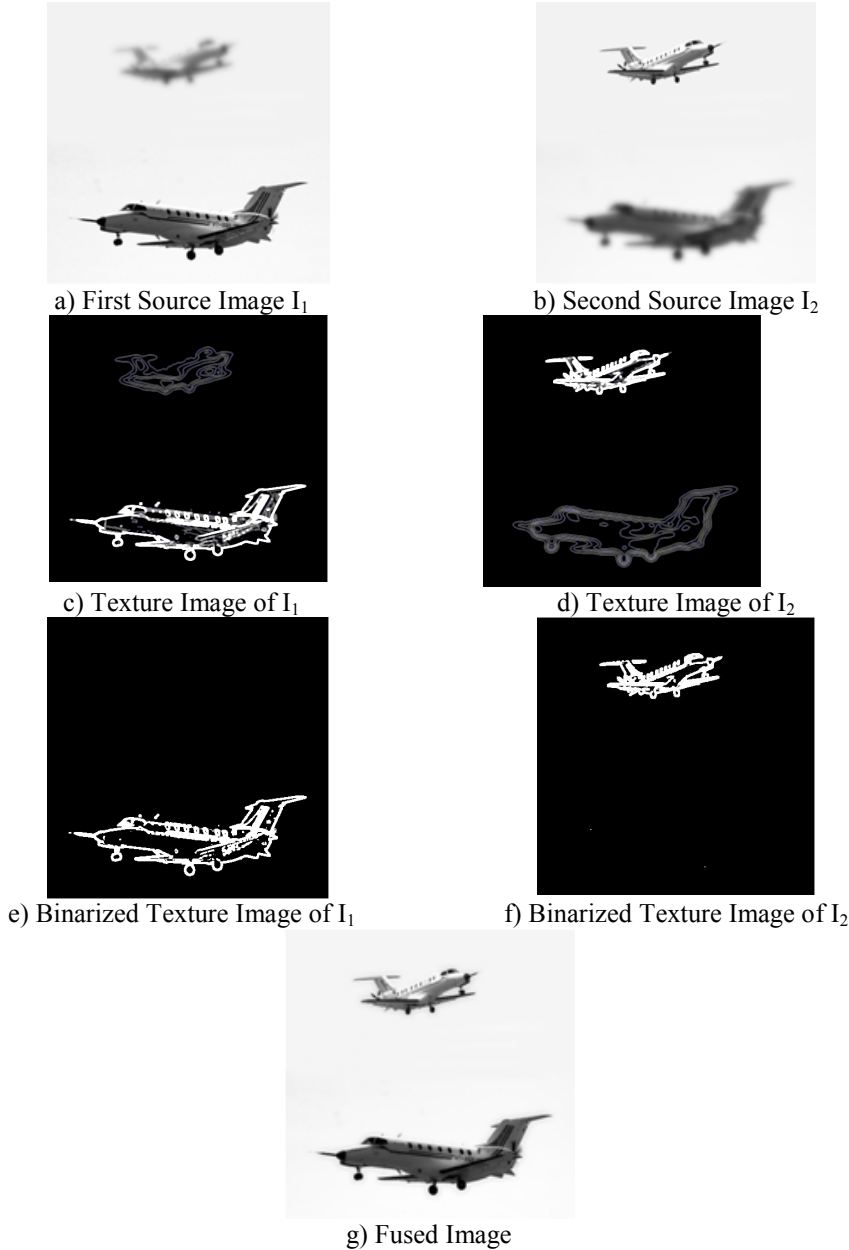 a) First Source Image I₁
b) Second Source Image I₂
c) Texture Image of I₁
d) Texture Image of I₂
e) Binarized Texture Image of I₁
f) Binarized Texture Image of I₂
g) Fused Image